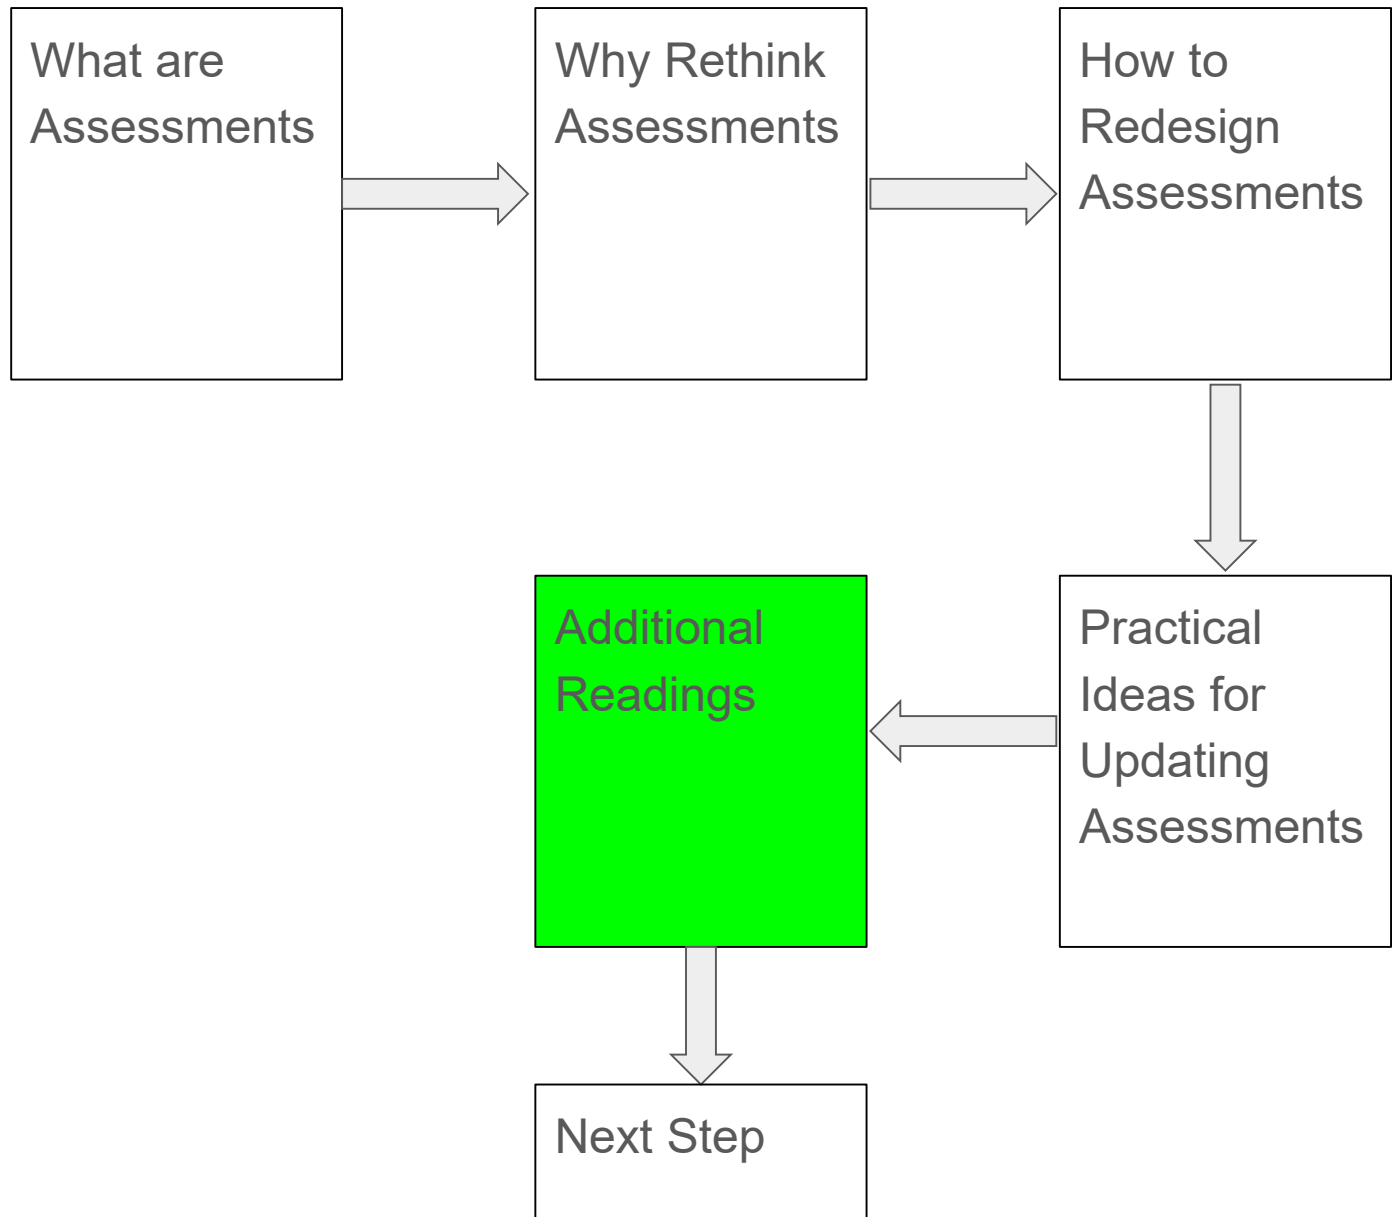 What are
Assessments
Why Rethink
Assessments
How to
Redesign
Assessments
Practical
Ideas for
Updating
Assessments
Additional
Readings
Next Step